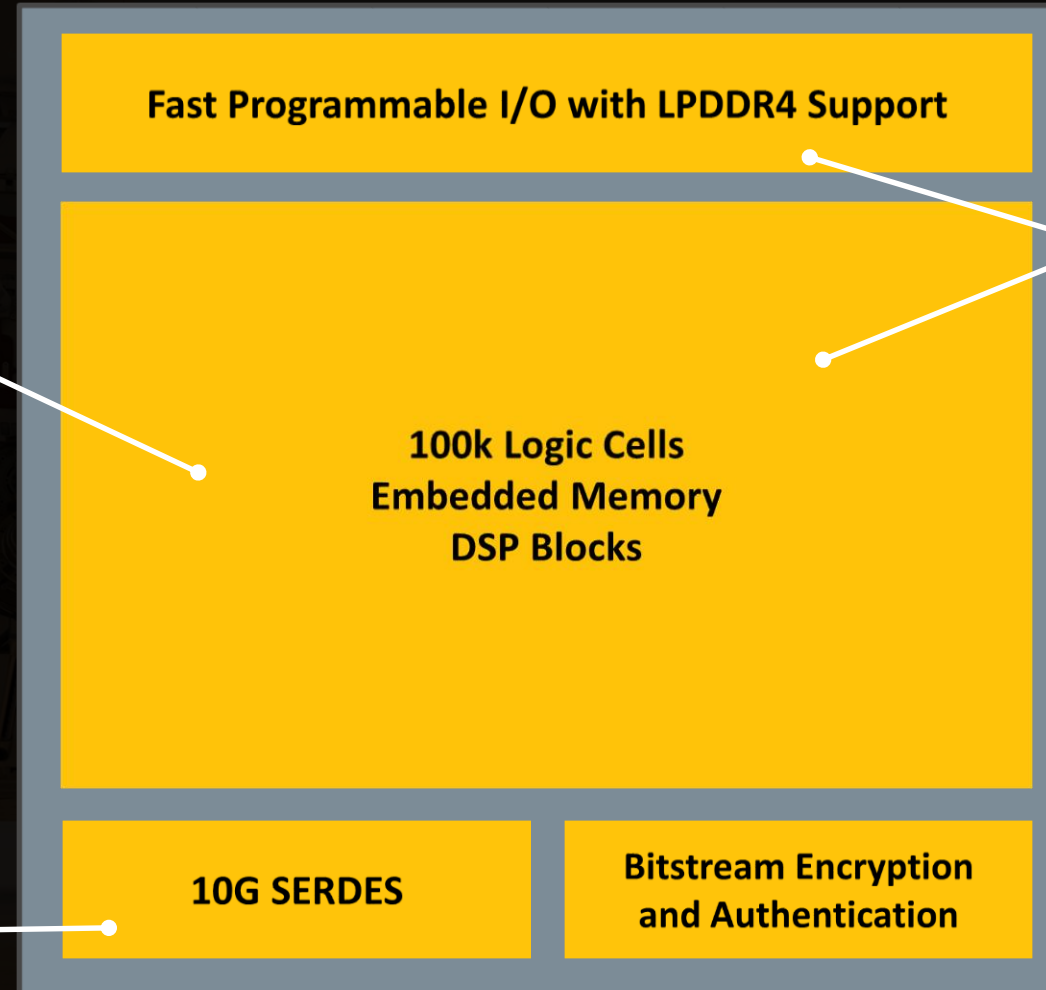 Fast Programmable I/O with LPDDR4 Support
100k Logic Cells
Embedded Memory
DSP Blocks
10G SERDES
Bitstream Encryption
and Authentication